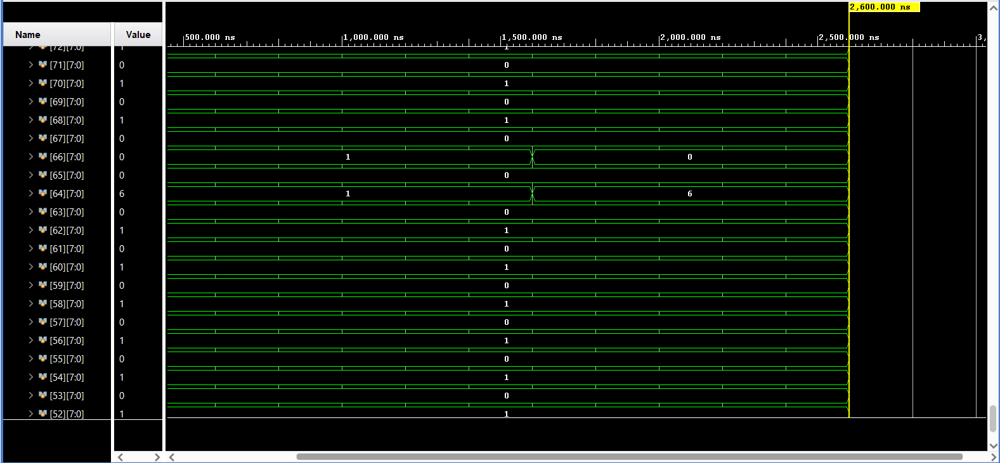 2,600.000 ns
Name Value
500.000 ns 1,000.000 ns 1,500.000 ns 2,000.000 ns 2,500.000 ns 3,
[72][7:0] 1 1
[71][7:0] 0 0
[70][7:0] 1 1
[69][7:0] 0 0
[68][7:0] 1 1
[67][7:0] 0 0
[66][7:0] 0 1 0
[65][7:0] 0 0
[64][7:0] 6 1 6
[63][7:0] 0 0
[62][7:0] 1 1
[61][7:0] 0 0
[60][7:0] 1 1
[59][7:0] 0 0
[58][7:0] 1 1
[57][7:0] 0 0
[56][7:0] 1 1
[55][7:0] 0 0
[54][7:0] 1 1
[53][7:0] 0 0
[52][7:0] 1 1